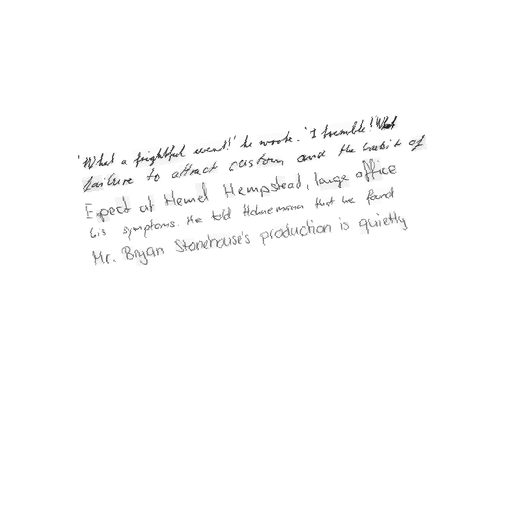 'What a frightful event!' he wrote. 'I tremble! What
failure to attract custom and the habit of
Expect at Hemel Hempstead, large office
his symptoms. He told Hahnemann that he found
Mr. Bryan Stonehouse's production is quietly